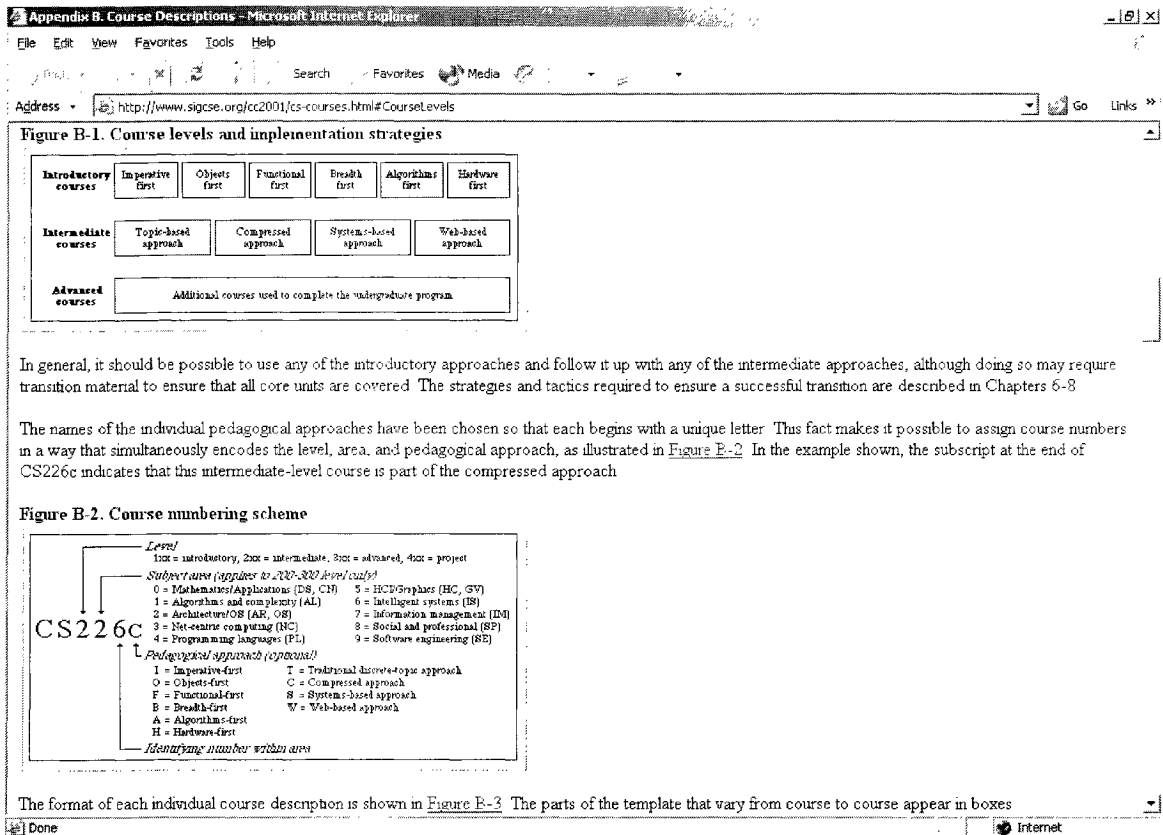 Appendix B. Course Descriptions - Microsoft Internet Explorer
File Edit View Favorites Tools Help
Search Favorites Media
Address http://www.sigcse.org/cc2001/cs-courses.html#CourseLevels Go Links »
Figure B-1. Course levels and implementation strategies
Introductory courses
Imperative first
Objects first
Functional first
Breadth first
Algorithms first
Hardware first
Intermediate courses
Topic-based approach
Compressed approach
Systems-based approach
Web-based approach
Advanced courses
Additional courses used to complete the undergraduate program
In general, it should be possible to use any of the introductory approaches and follow it up with any of the intermediate approaches, although doing so may require
transition material to ensure that all core units are covered The strategies and tactics required to ensure a successful transition are described in Chapters 6-8
The names of the individual pedagogical approaches have been chosen so that each begins with a unique letter This fact makes it possible to assign course numbers
in a way that simultaneously encodes the level, area, and pedagogical approach, as illustrated in Figure B-2 In the example shown, the subscript at the end of
CS226c indicates that this intermediate-level course is part of the compressed approach
Figure B-2. Course numbering scheme
Level
1xx = introductory, 2xx = intermediate, 3xx = advanced, 4xx = project
Subject area (applies to 200-300 level only)
0 = Mathematics/Applications (DS, CN) 5 = HCI/Graphics (HC, GV)
1 = Algorithms and complexity (AL) 6 = Intelligent systems (IS)
2 = Architecture/OS (AR, OS) 7 = Information management (IM)
3 = Net-centric computing (NC) 8 = Social and professional (SP)
4 = Programming languages (PL) 9 = Software engineering (SE)
CS226c
Pedagogical approach (optional)
I = Imperative-first T = Traditional discrete-topic approach
O = Objects-first C = Compressed approach
F = Functional-first S = Systems-based approach
B = Breadth-first W = Web-based approach
A = Algorithms-first
H = Hardware-first
Identifying number within area
The format of each individual course description is shown in Figure B-3 The parts of the template that vary from course to course appear in boxes
Done Internet